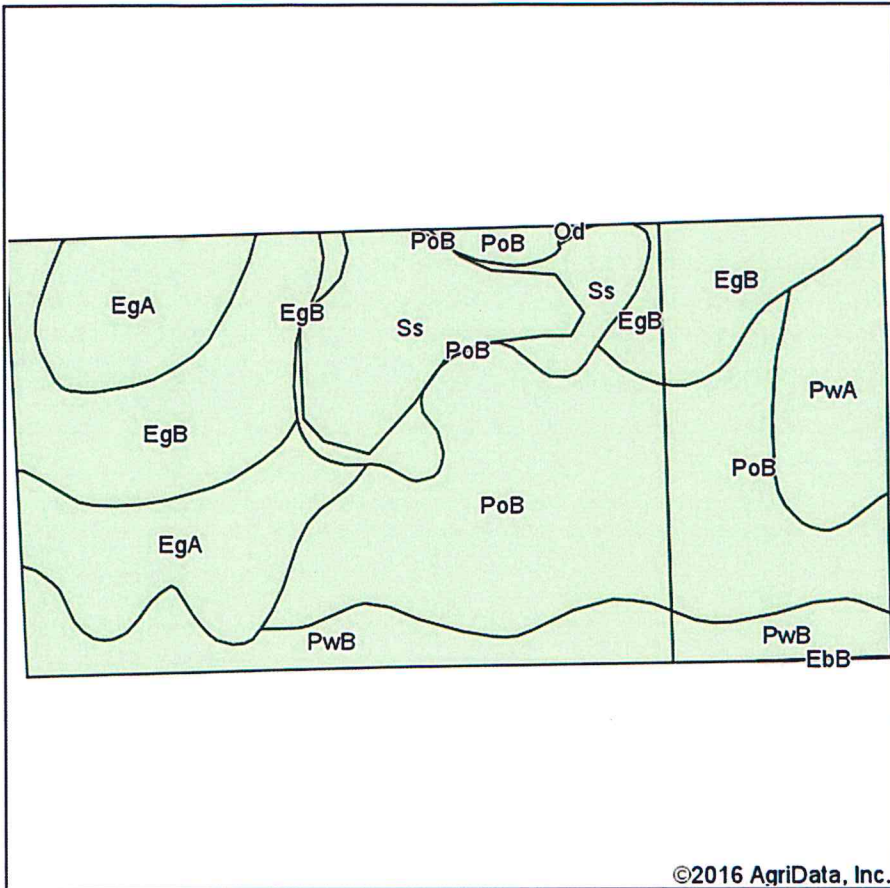 Od
PoB
PoB
EgB
Ss
EgA
EgB
EgB
Ss
PoB
PwA
EgB
PoB
PoB
EgA
PwB
PwB
EbB
©2016 AgriData, Inc.